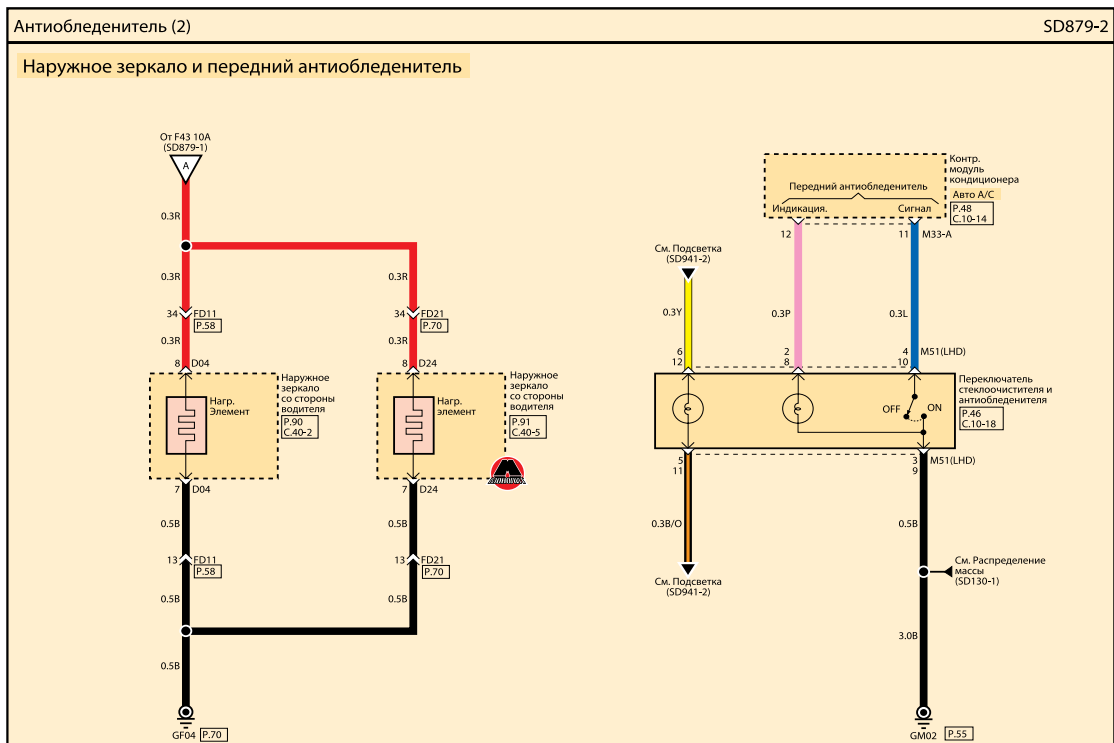 Антиобледенитель (2)
SD879-2
Наружное зеркало и передний антиобледенитель
От F43 10A
(SD879-1)
A
0.3R
0.3R
0.3R
34
FD11
P.58
34
FD21
P.70
0.3R
0.3R
8
D04
8
D24
Нагр.
Элемент
Наружное
зеркало
со стороны
водителя
P.90
C.40-2
Нагр.
элемент
Наружное
зеркало
со стороны
водителя
P.91
C.40-5
7
D04
7
D24
0.5B
0.5B
13
FD11
P.58
13
FD21
P.70
0.5B
0.5B
0.5B
GF04
P.70
Контр.
модуль
кондиционера
Авто A/C
P.48
C.10-14
Передний антиобледенитель
Индикация.
Сигнал
12
11
M33-A
См. Подсветка
(SD941-2)
0.3Y
0.3P
0.3L
6
12
2
8
4
10
M51(LHD)
OFF
ON
Переключатель
стеклоочистителя и
антиобледенителя
P.46
C.10-18
5
11
3
9
M51(LHD)
0.3B/O
0.5B
См. Подсветка
(SD941-2)
См. Распределение
массы
(SD130-1)
3.0B
GM02
P.55